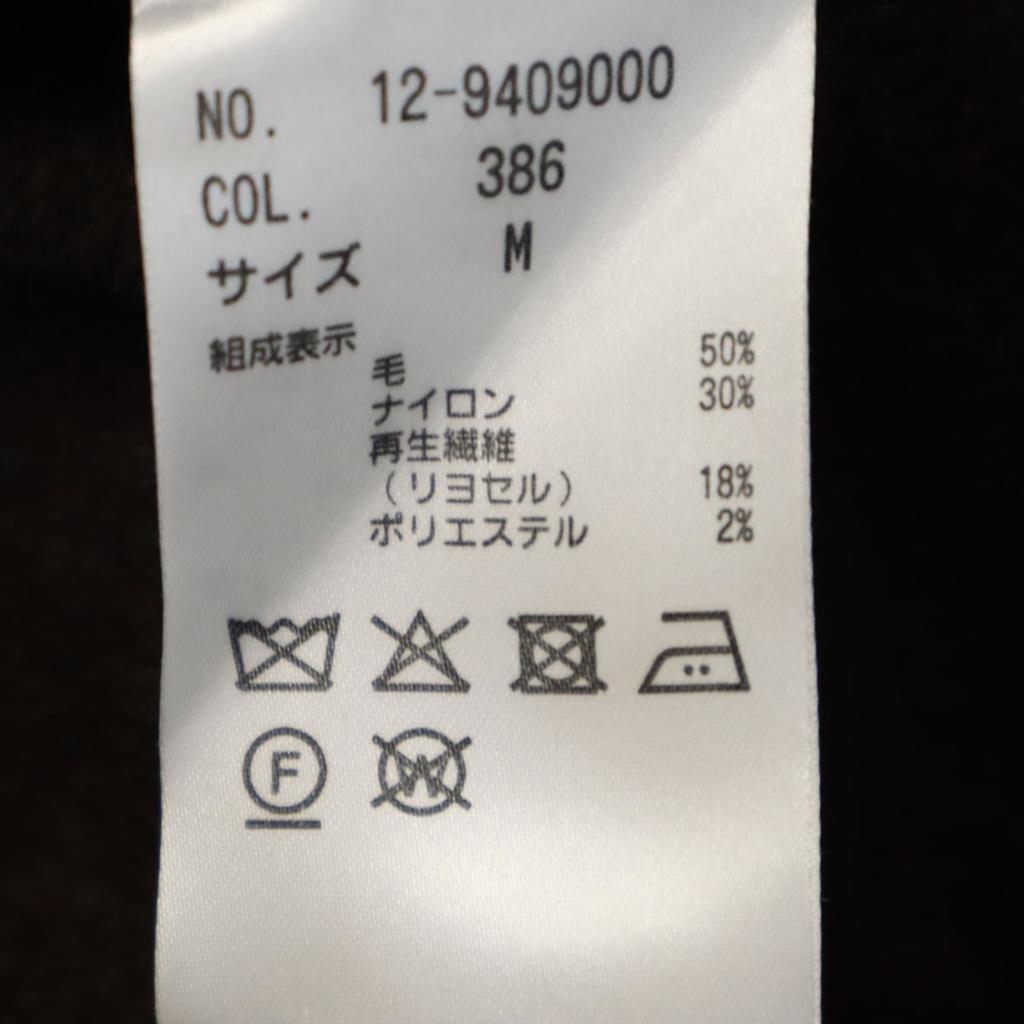 NO. 12-9409000
COL. 386
サイズ M
組成表示
毛 50%
ナイロン 30%
再生繊維
（リヨセル） 18%
ポリエステル 2%
F W